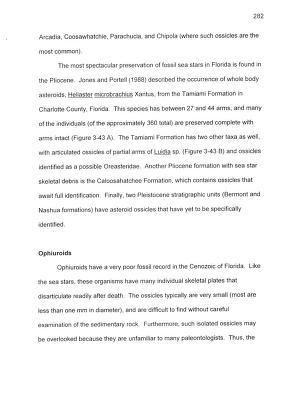 282
Arcadia, Coosawhatchie, Parachucla, and Chipola (where such ossicles are the
most common).
The most spectacular preservation of fossil sea stars in Florida is found in
the Pliocene. Jones and Portell (1988) described the occurrence of whole body
asteroids, Heliaster microbrachius Xantus, from the Tamiami Formation in
Charlotte County, Florida. This species has between 27 and 44 arms, and many
of the individuals (of the approximately 360 total) are preserved complete with
arms intact (Figure 3-43 A). The Tamiami Formation has two other taxa as well,
with articulated ossicles of partial arms of Luidia sp. (Figure 3-43 B) and ossicles
identified as a possible Oreasteridae. Another Pliocene formation with sea star
skeletal debris is the Caloosahatchee Formation, which contains ossicles that
await full identification. Finally, two Pleistocene stratigraphic units (Bermont and
Nashua formations) have asteroid ossicles that have yet to be specifically
identified.
Ophiuroids
Ophiuroids have a very poor fossil record in the Cenozoic of Florida. Like
the sea stars, these organisms have many individual skeletal plates that
disarticulate readily after death. The ossicles typically are very small (most are
less than one mm in diameter), and are difficult to find without careful
examination of the sedimentary rock. Furthermore, such isolated ossicles may
be overlooked because they are unfamiliar to many paleontologists. Thus, the